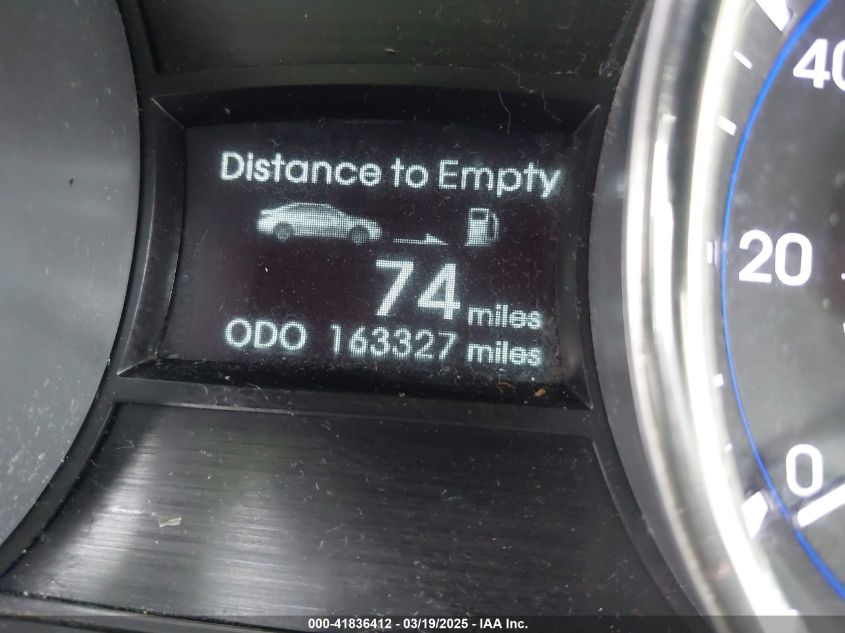 Distance to Empty
74 miles
ODO 163327 miles
40
20
0
000-41836412 - 03/19/2025 - IAA Inc.